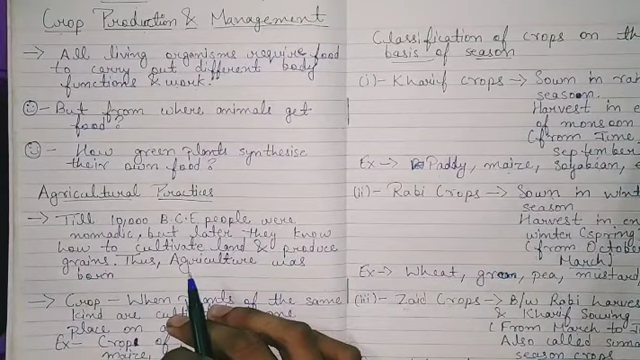 Crop Production & Management
→ All living organisms require food
to carry out different body
functions & work.
- But from where animals get
food?
- How green plants synthesise
their own food?
Agricultural Practices
→ Till 10,000 B.C.E people were
nomadic, but later they know
how to cultivate land & produce
grains. Thus, Agriculture was
born
→ Crop - When plants of the same
kind are
place on
Ex - Crops of
maize,
Classification of crops on
basis of season
(i)- Kharif crops → Sown in
season.
Harvest in
of monsoon
(from June
september
Ex → Paddy, maize, soyabean,
(ii)- Rabi Crops → Sown in
season
Harvest in
winter (spring
(from October
March)
Ex → Wheat, gram, pea, mustard
(iii)- Zaid Crops → B/w Rabi
& Kharif Sowing
(From March to
Also called
season crops